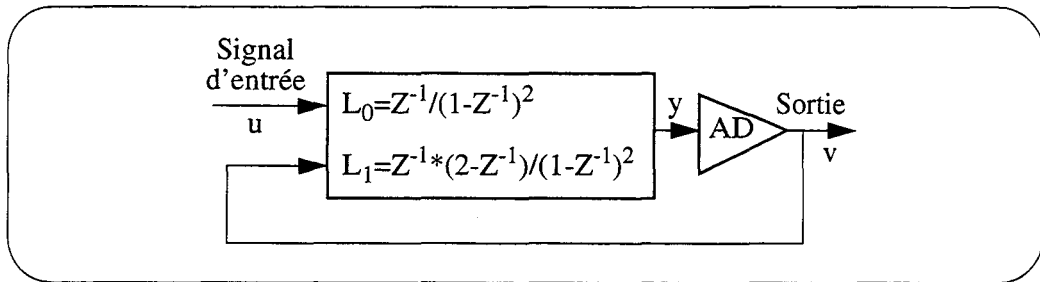 Signal
d'entrée
u
L₀=Z⁻¹/(1-Z⁻¹)²
L₁=Z⁻¹*(2-Z⁻¹)/(1-Z⁻¹)²
y
AD
Sortie
v